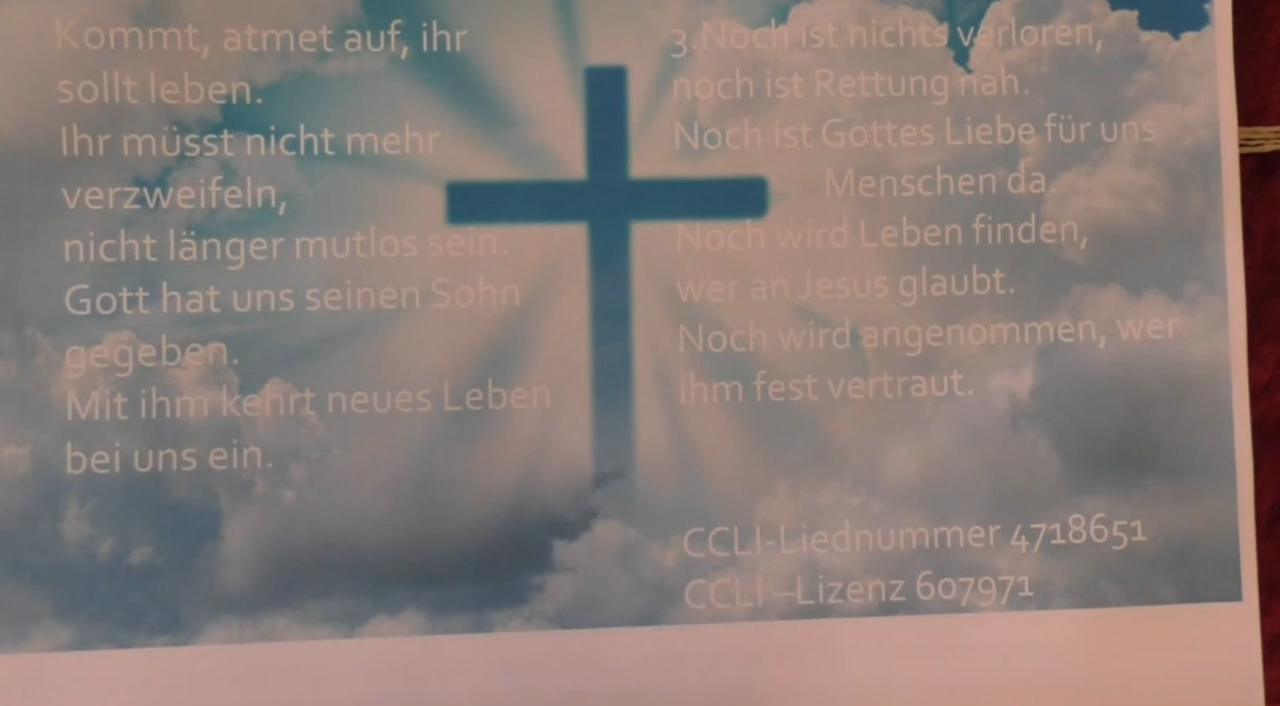 Kommt, atmet auf, ihr
sollt leben.
Ihr müsst nicht mehr
verzweifeln,
nicht länger mutlos sein.
Gott hat uns seinen Sohn
gegeben.
Mit ihm kehrt neues Leben
bei uns ein.
3.Noch ist nichts verloren,
noch ist Rettung nah.
Noch ist Gottes Liebe für uns
Menschen da.
Noch wird Leben finden,
wer an Jesus glaubt.
Noch wird angenommen, wer
ihm fest vertraut.
CCLI-Liednummer 4718651
CCLI –Lizenz 607971